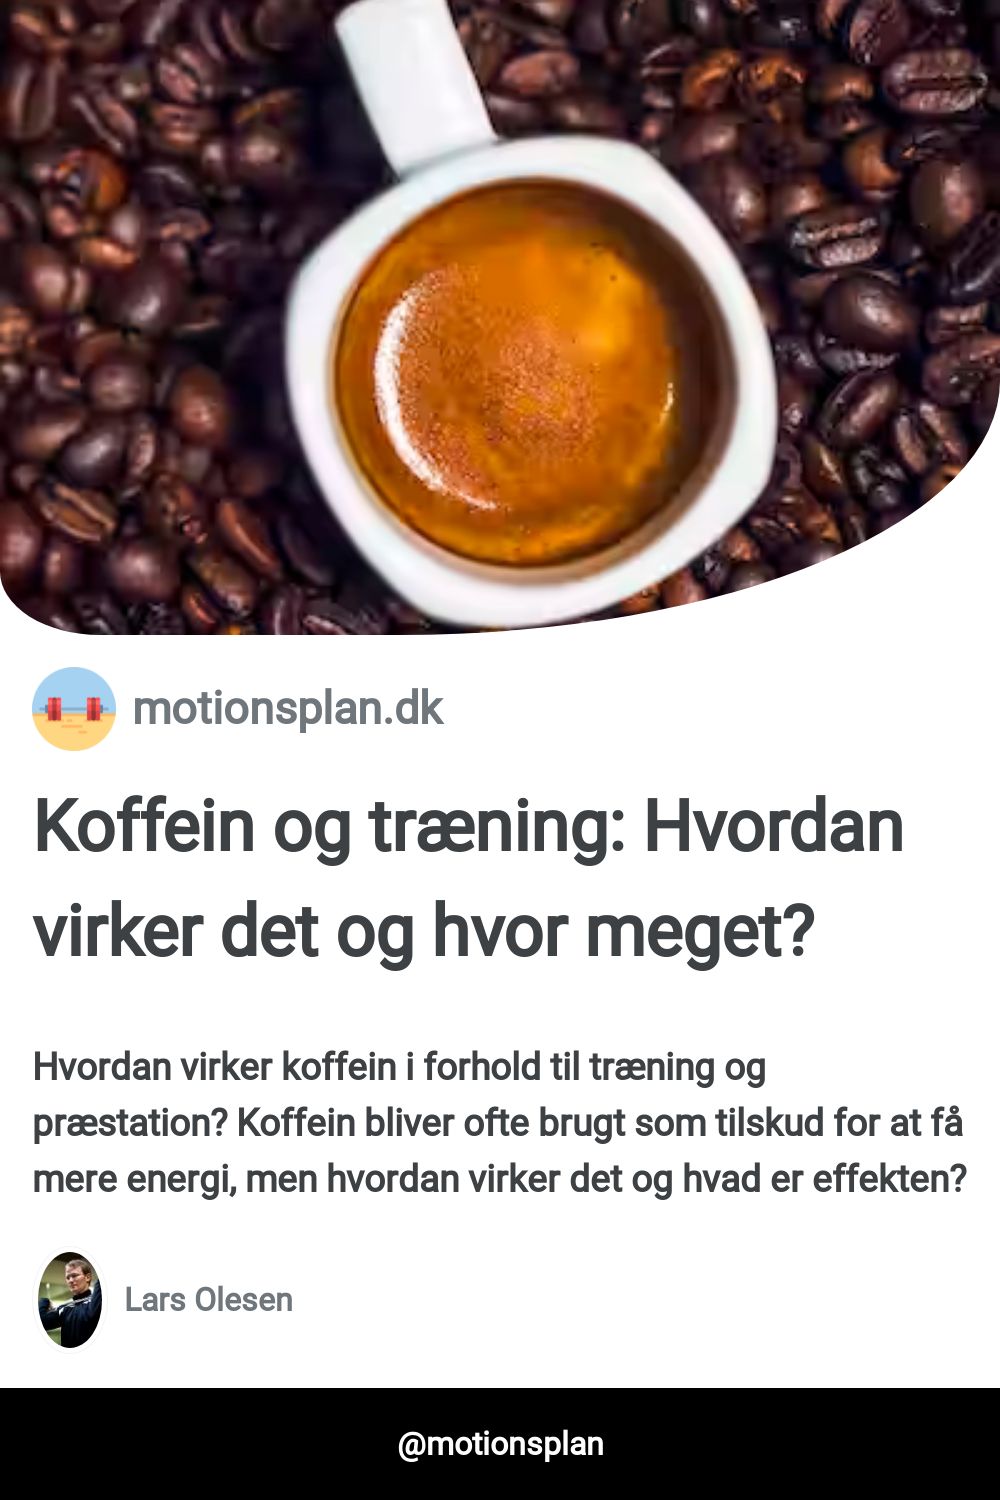 motionsplan.dk
Koffein og træning: Hvordan
virker det og hvor meget?
Hvordan virker koffein i forhold til træning og
præstation? Koffein bliver ofte brugt som tilskud for at få
mere energi, men hvordan virker det og hvad er effekten?
Lars Olesen
@motionsplan